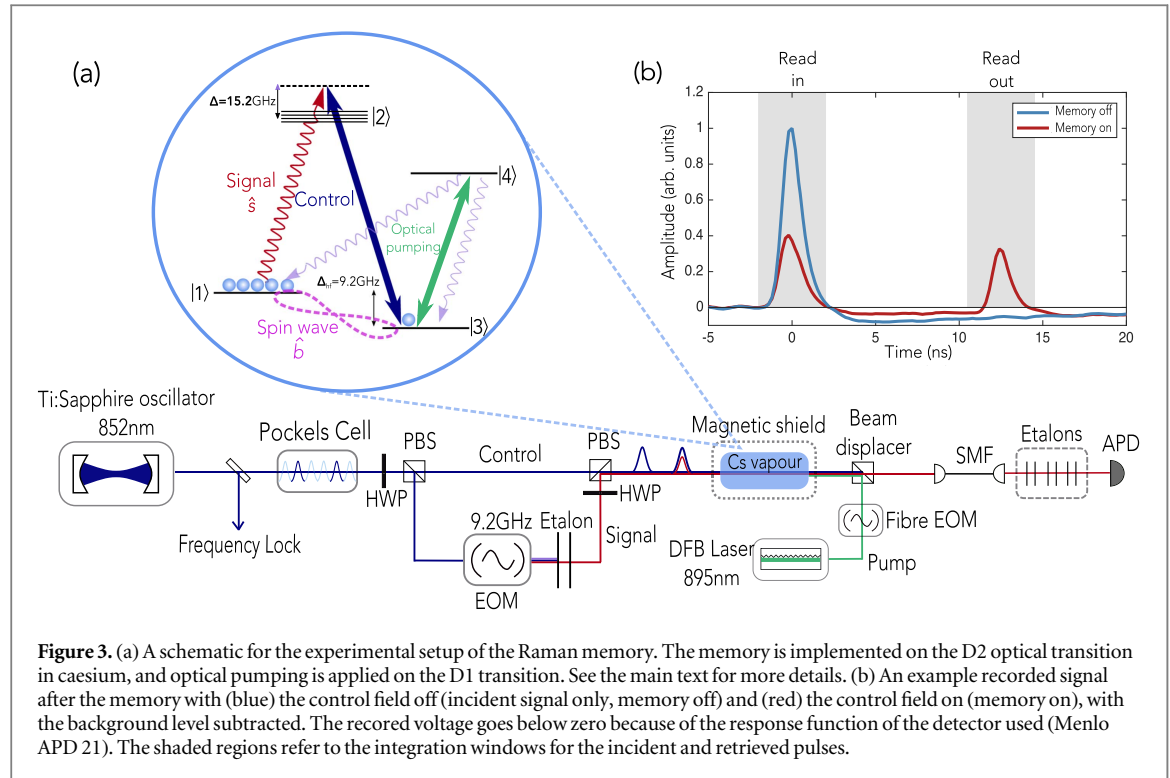 (a)
Δ=15.2GHz
|2⟩
Signal
ŝ
Control
|4⟩
Optical
pumping
|1⟩
Δhf=9.2GHz
|3⟩
Spin wave
b̂
(b)
Read
in
Read
out
Memory off
Memory on
Amplitude (arb. units)
1.2
1
0.8
0.6
0.4
0.2
0
-5
0
5
10
15
20
Time (ns)
Ti:Sapphire oscillator
852nm
Frequency Lock
Pockels Cell
HWP
PBS
Control
9.2GHz
EOM
Etalon
Signal
PBS
HWP
Magnetic shield
Cs vapour
Beam
displacer
SMF
Etalons
APD
Fibre EOM
DFB Laser
895nm
Pump
Figure 3. (a) A schematic for the experimental setup of the Raman memory. The memory is implemented on the D2 optical transition
in caesium, and optical pumping is applied on the D1 transition. See the main text for more details. (b) An example recorded signal
after the memory with (blue) the control field off (incident signal only, memory off) and (red) the control field on (memory on), with
the background level subtracted. The recored voltage goes below zero because of the response function of the detector used (Menlo
APD 21). The shaded regions refer to the integration windows for the incident and retrieved pulses.